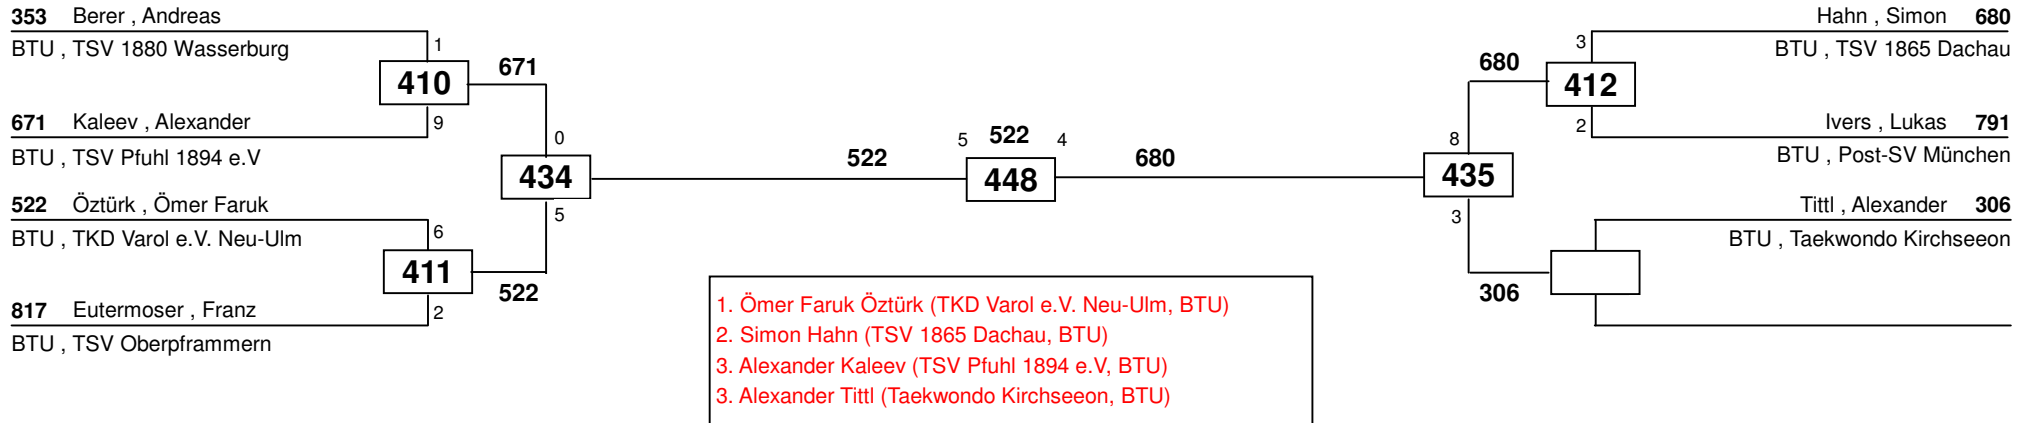 353 Berer , Andreas
BTU , TSV 1880 Wasserburg
1
410
671
9
671 Kaleev , Alexander
BTU , TSV Pfuhl 1894 e.V
0
434
5
522 Öztürk , Ömer Faruk
BTU , TKD Varol e.V. Neu-Ulm
6
411
522
2
817 Eutermoser , Franz
BTU , TSV Oberpframmern
522
5 522 4
448
680
Hahn , Simon 680
BTU , TSV 1865 Dachau
3
680
412
2
Ivers , Lukas 791
BTU , Post-SV München
8
435
3
Tittl , Alexander 306
BTU , Taekwondo Kirchseeon
306
1. Ömer Faruk Öztürk (TKD Varol e.V. Neu-Ulm, BTU)
2. Simon Hahn (TSV 1865 Dachau, BTU)
3. Alexander Kaleev (TSV Pfuhl 1894 e.V, BTU)
3. Alexander Tittl (Taekwondo Kirchseeon, BTU)